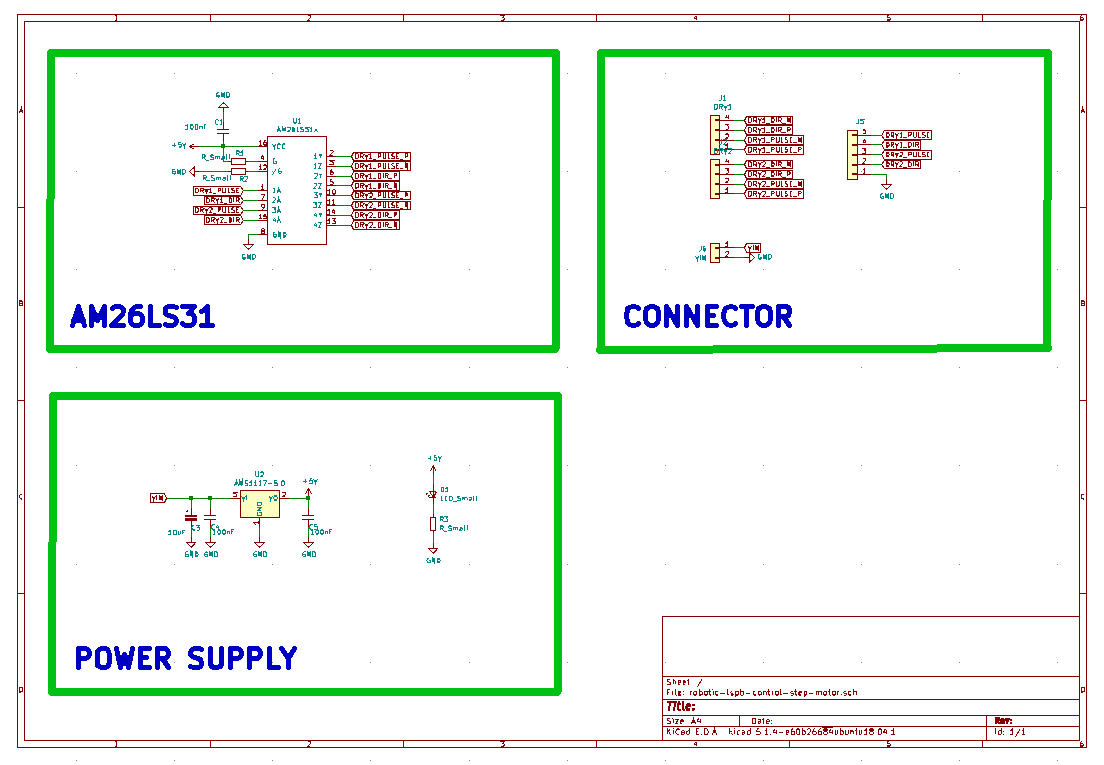 1 2 3 4 5 6
A
B
C
D
GND
100nf C1
+5V
U1
AM26LS31x
16 VCC
R_Small R1
4 G
GND 12 /G
R_Small R2
DRV1_PULSE 1 1A
DRV1_DIR 7 2A
DRV2_PULSE 9 3A
DRV2_DIR 15 4A
8 GND
GND
1Y 2 DRV1_PULSE_P
1Z 3 DRV1_PULSE_N
2Y 6 DRV1_DIR_P
2Z 5 DRV1_DIR_N
3Y 10 DRV2_PULSE_P
3Z 11 DRV2_PULSE_N
4Y 14 DRV2_DIR_P
4Z 13 DRV2_DIR_N
AM26LS31
J1
DRV1
4 DRV1_DIR_N
3 DRV1_DIR_P
2 DRV1_PULSE_N
1 DRV1_PULSE_P
DRV2
4 DRV2_DIR_N
3 DRV2_DIR_P
2 DRV2_PULSE_N
1 DRV2_PULSE_P
J5
5 DRV1_PULSE
4 DRV1_DIR
3 DRV2_PULSE
2 DRV2_DIR
1
GND
J6 1 VIN
VIN 2 GND
CONNECTOR
VIN
U2
AMS1117-5.0
3 VI VO 2
GND
1
+5V
10uF C3
C4 100nF
C5 100nF
GND GND GND GND
+5V
D1
LED_Small
R3
R_Small
GND
POWER SUPPLY
Sheet: /
File: robotic-lspb-control-step-motor.sch
Title:
Size: A4 Date: Rev:
KiCad E.D.A. kicad 5.1.4-e60b266~84~ubuntu18.04.1 Id: 1/1